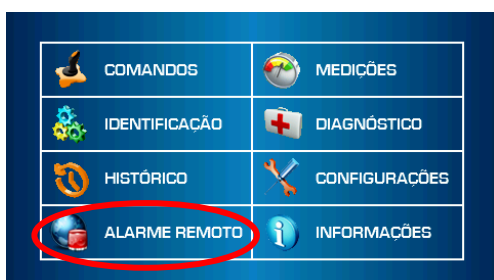 COMANDOS
MEDIÇÕES
IDENTIFICAÇÃO
DIAGNÓSTICO
HISTÓRICO
CONFIGURAÇÕES
ALARME REMOTO
INFORMAÇÕES